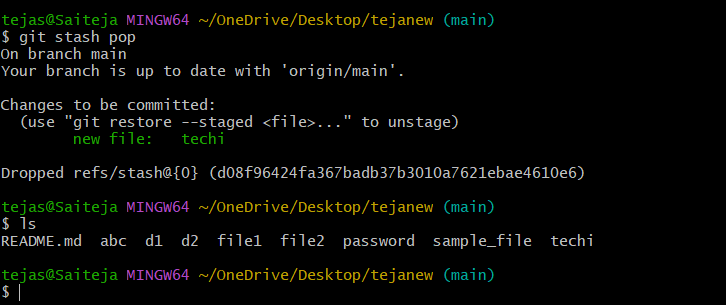 tejas@Saiteja MINGW64 ~/OneDrive/Desktop/tejanew (main)
$ git stash pop
On branch main
Your branch is up to date with 'origin/main'.
Changes to be committed:
(use "git restore --staged <file>..." to unstage)
new file: techi
Dropped refs/stash@{0} (d08f96424fa367badb37b3010a7621ebae4610e6)
tejas@Saiteja MINGW64 ~/OneDrive/Desktop/tejanew (main)
$ ls
README.md abc d1 d2 file1 file2 password sample_file techi
tejas@Saiteja MINGW64 ~/OneDrive/Desktop/tejanew (main)
$